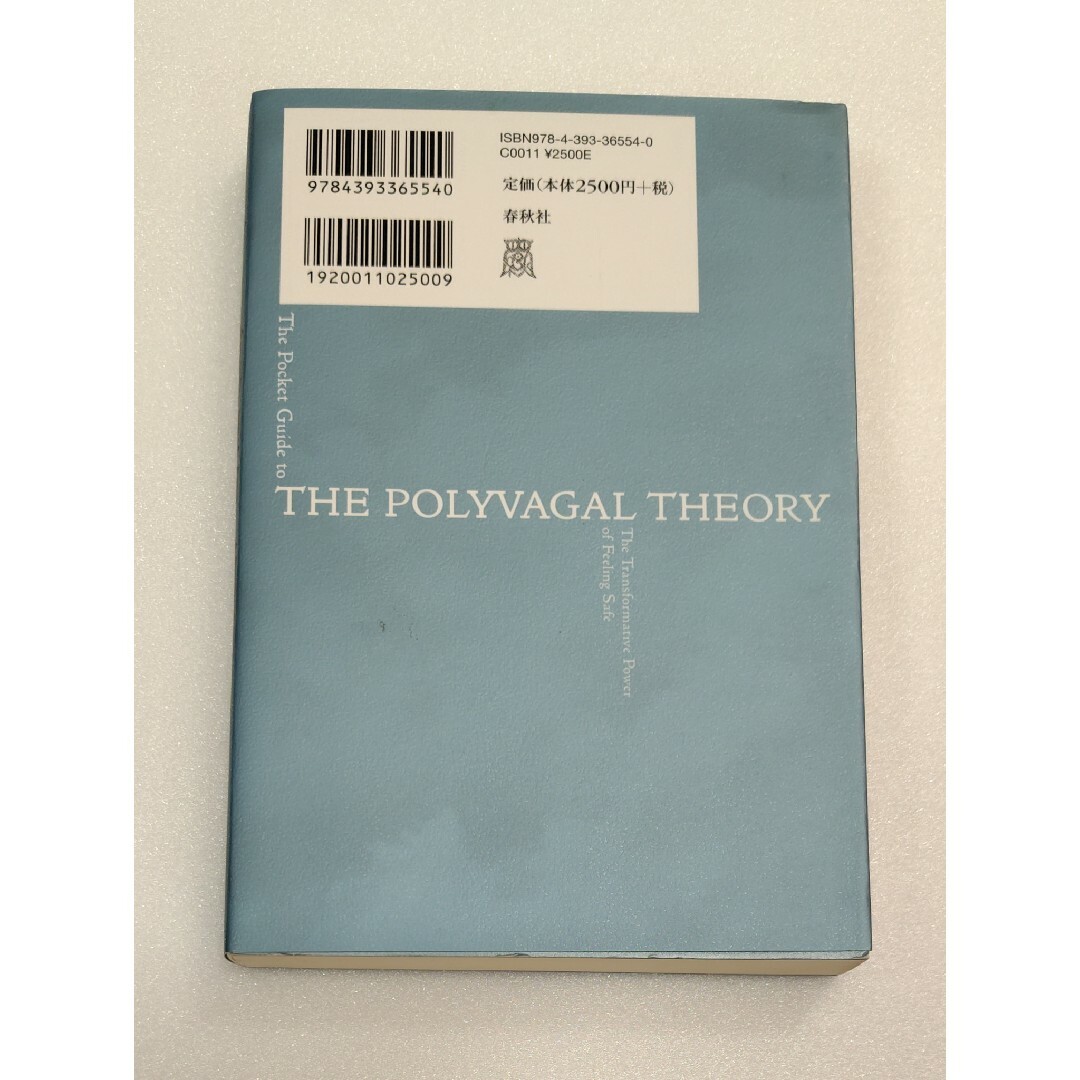 ISBN978-4-393-36554-0
C0011 ¥2500E
9784393365540
定価(本体2500円+税)
春秋社
1920011025009
The Pocket Guide to
THE POLYVAGAL THEORY
The Transformative Power
of Feeling Safe